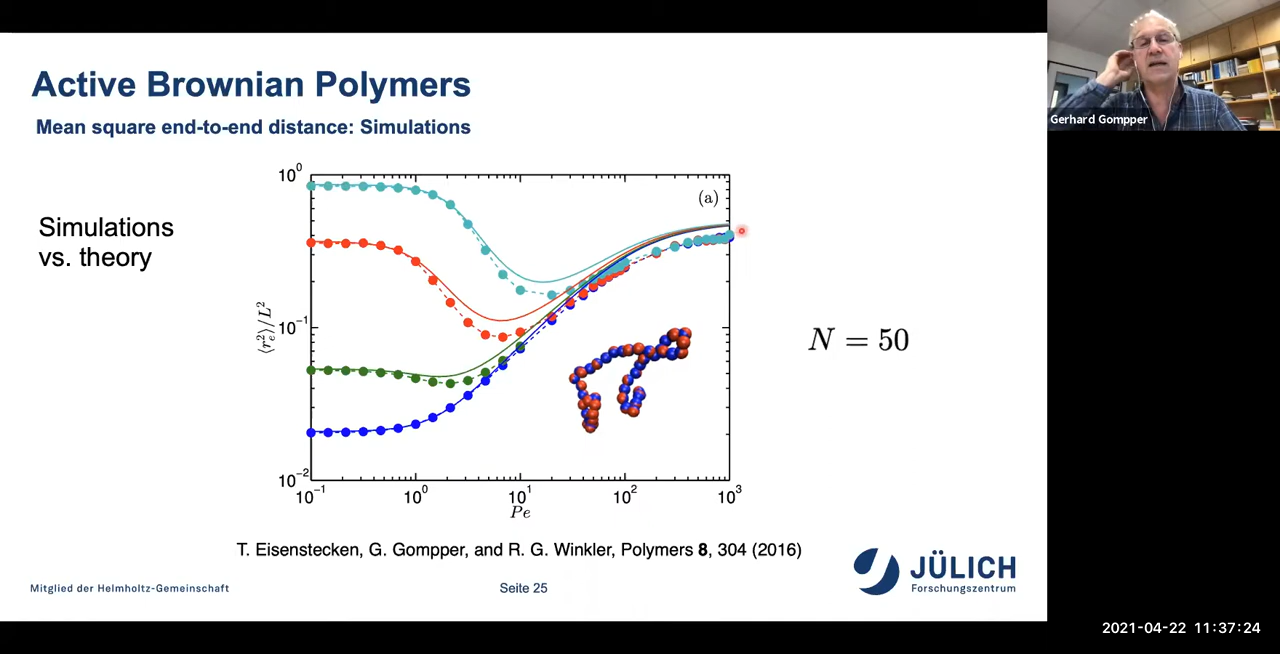 Active Brownian Polymers
Mean square end-to-end distance: Simulations
Gerhard Gompper
Simulations
vs. theory
10⁰
(a)
⟨rₑ²⟩/L²
10⁻¹
N = 50
10⁻²
10⁻¹ 10⁰ 10¹ 10² 10³
Pe
T. Eisenstecken, G. Gompper, and R. G. Winkler, Polymers 8, 304 (2016)
JÜLICH
Forschungszentrum
Mitglied der Helmholtz-Gemeinschaft
Seite 25
2021-04-22 11:37:24